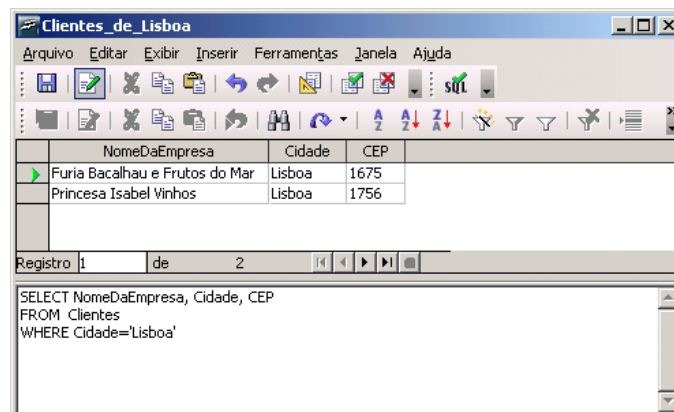 Clientes_de_Lisboa
Arquivo Editar Exibir Inserir Ferramentas Janela Ajuda
SQL
A Z A Z Z A
NomeDaEmpresa Cidade CEP
Furia Bacalhau e Frutos do Mar Lisboa 1675
Princesa Isabel Vinhos Lisboa 1756
Registro 1 de 2
SELECT NomeDaEmpresa, Cidade, CEP
FROM Clientes
WHERE Cidade='Lisboa'